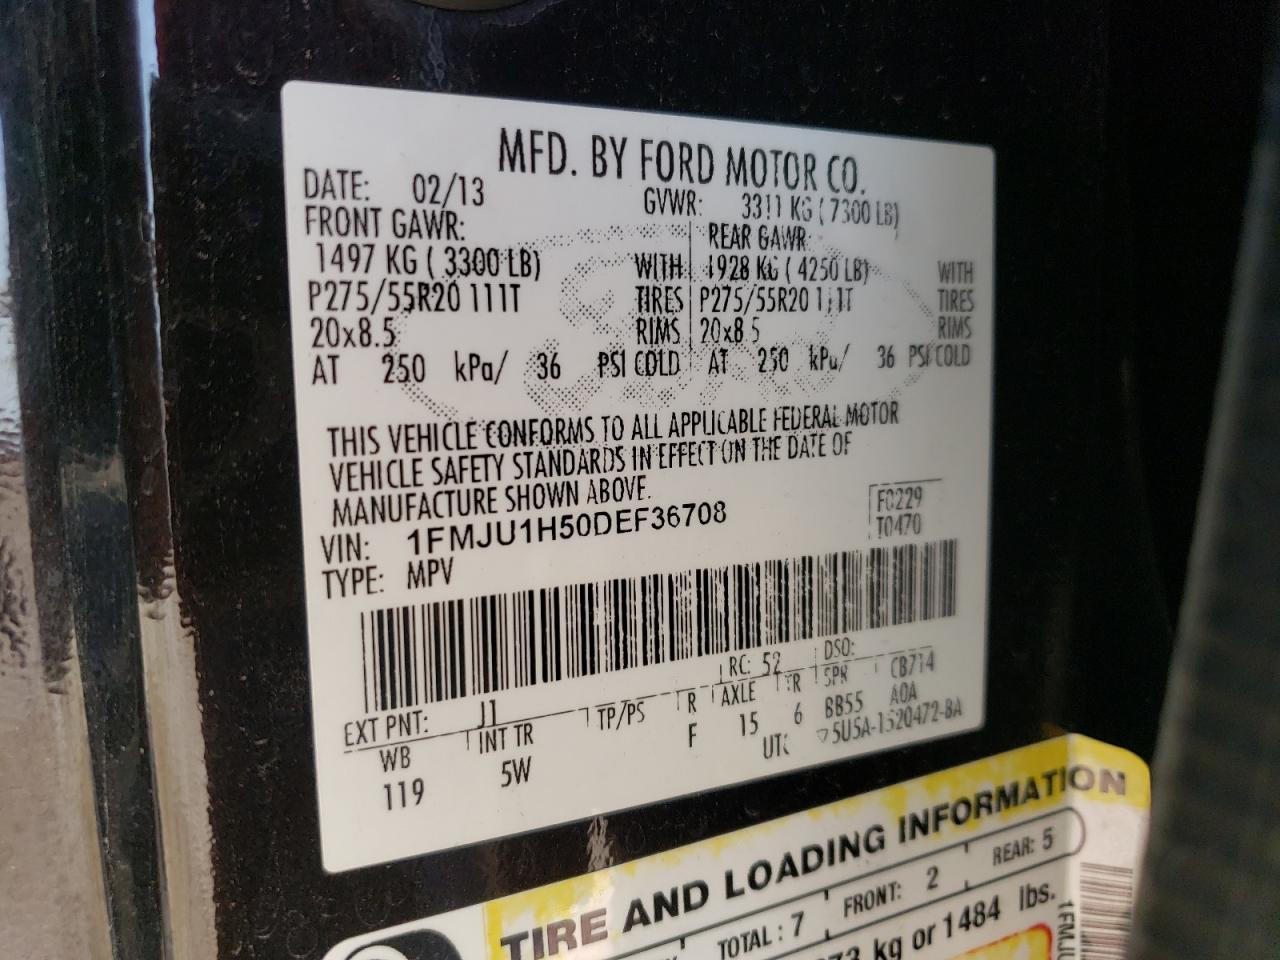 MFD. BY FORD MOTOR CO.
DATE: 02/13 GVWR: 3311 KG ( 7300 LB)
FRONT GAWR: REAR GAWR:
1497 KG ( 3300 LB) WITH 1928 KG ( 4250 LB) WITH
P275/55R20 111T TIRES P275/55R20 111T TIRES
20x8.5 RIMS 20x8.5 RIMS
AT 250 kPa/ 36 PSI COLD AT 250 kPa/ 36 PSI COLD
THIS VEHICLE CONFORMS TO ALL APPLICABLE FEDERAL MOTOR
VEHICLE SAFETY STANDARDS IN EFFECT ON THE DATE OF
MANUFACTURE SHOWN ABOVE.
F0229
VIN: 1FMJU1H50DEF36708 T0470
TYPE: MPV
RC: 52 DSO:
EXT PNT: J1 CB714
WB INT TR TP/PS R AXLE TR SPR A0A
119 5W F 15 6 BB55
UTC 5U5A-1520472-BA
TIRE AND LOADING INFORMATION
TOTAL : 7 FRONT: 2 REAR: 5
kg or 1484 lbs.
1FMJU